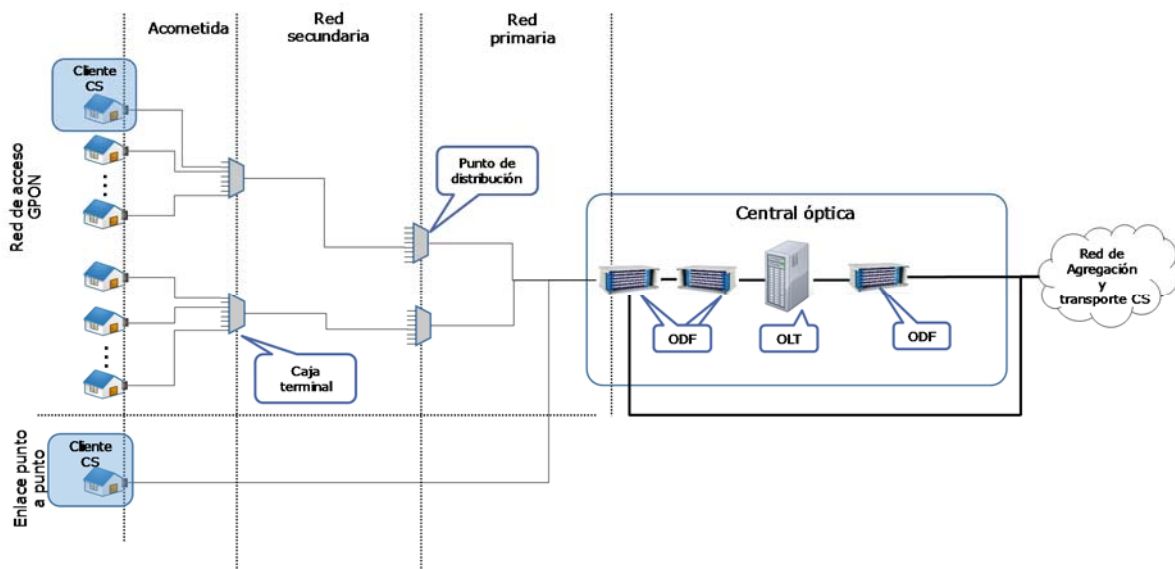 Acometida
Red
secundaria
Red
primaria
Cliente
CS
Red de acceso
GPON
Punto de
distribución
Central óptica
Red de
Agregación
y
transporte CS
ODF
OLT
ODF
Caja
terminal
Cliente
CS
Enlace punto
a punto